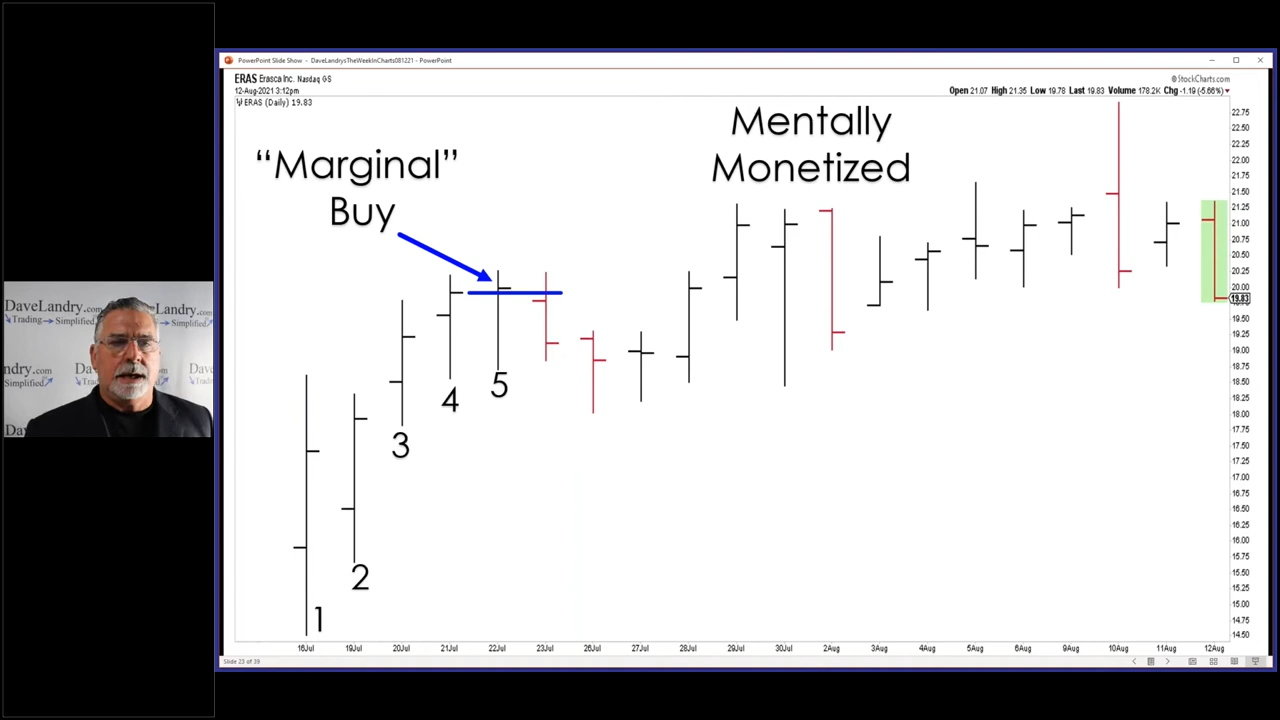 PowerPoint Slide Show - DaveLandrysTheWeekInCharts081221 - PowerPoint
ERAS Erasca Inc. Nasdaq GS
© StockCharts.com
12-Aug-2021 3:12pm
Open 21.07 High 21.35 Low 19.78 Last 19.83 Volume 178.2K Chg -1.19 (-5.66%)
ERAS (Daily) 19.83
Mentally
Monetized
“Marginal”
Buy
1
2
3
4
5
22.75
22.50
22.25
22.00
21.75
21.50
21.25
21.00
20.75
20.50
20.25
20.00
19.83
19.50
19.25
19.00
18.75
18.50
18.25
18.00
17.75
17.50
17.25
17.00
16.75
16.50
16.25
16.00
15.75
15.50
15.25
15.00
14.75
14.50
16Jul 19Jul 20Jul 21Jul 22Jul 23Jul 26Jul 27Jul 28Jul 29Jul 30Jul 2Aug 3Aug 4Aug 5Aug 6Aug 9Aug 10Aug 11Aug 12Aug
Slide 23 of 39
DaveLandry.com
Trading Simplified